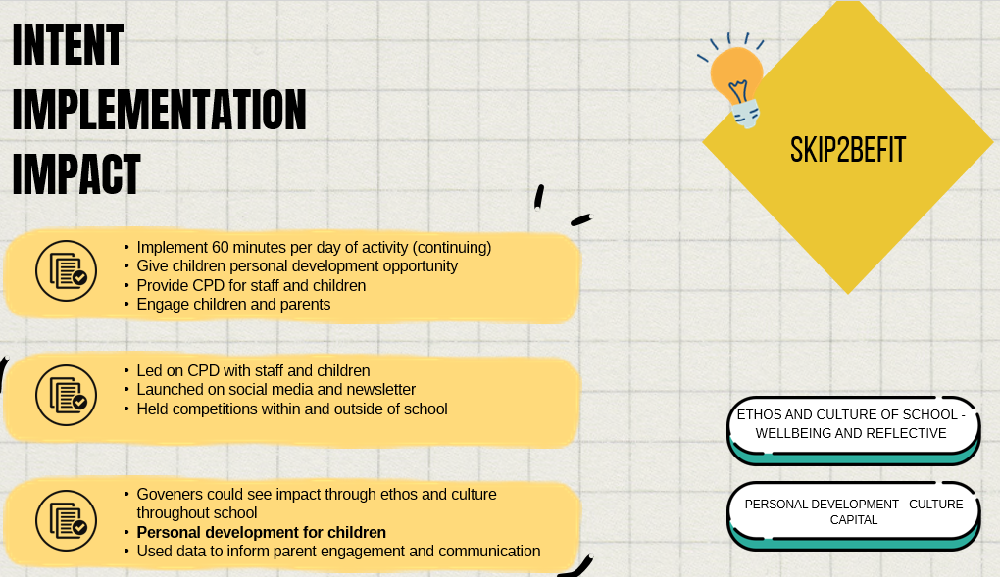 INTENT
IMPLEMENTATION
IMPACT
SKIP2BEFIT
• Implement 60 minutes per day of activity (continuing)
• Give children personal development opportunity
• Provide CPD for staff and children
• Engage children and parents
• Led on CPD with staff and children
• Launched on social media and newsletter
• Held competitions within and outside of school
• Goveners could see impact through ethos and culture
throughout school
• Personal development for children
• Used data to inform parent engagement and communication
ETHOS AND CULTURE OF SCHOOL -
WELLBEING AND REFLECTIVE
PERSONAL DEVELOPMENT - CULTURE
CAPITAL